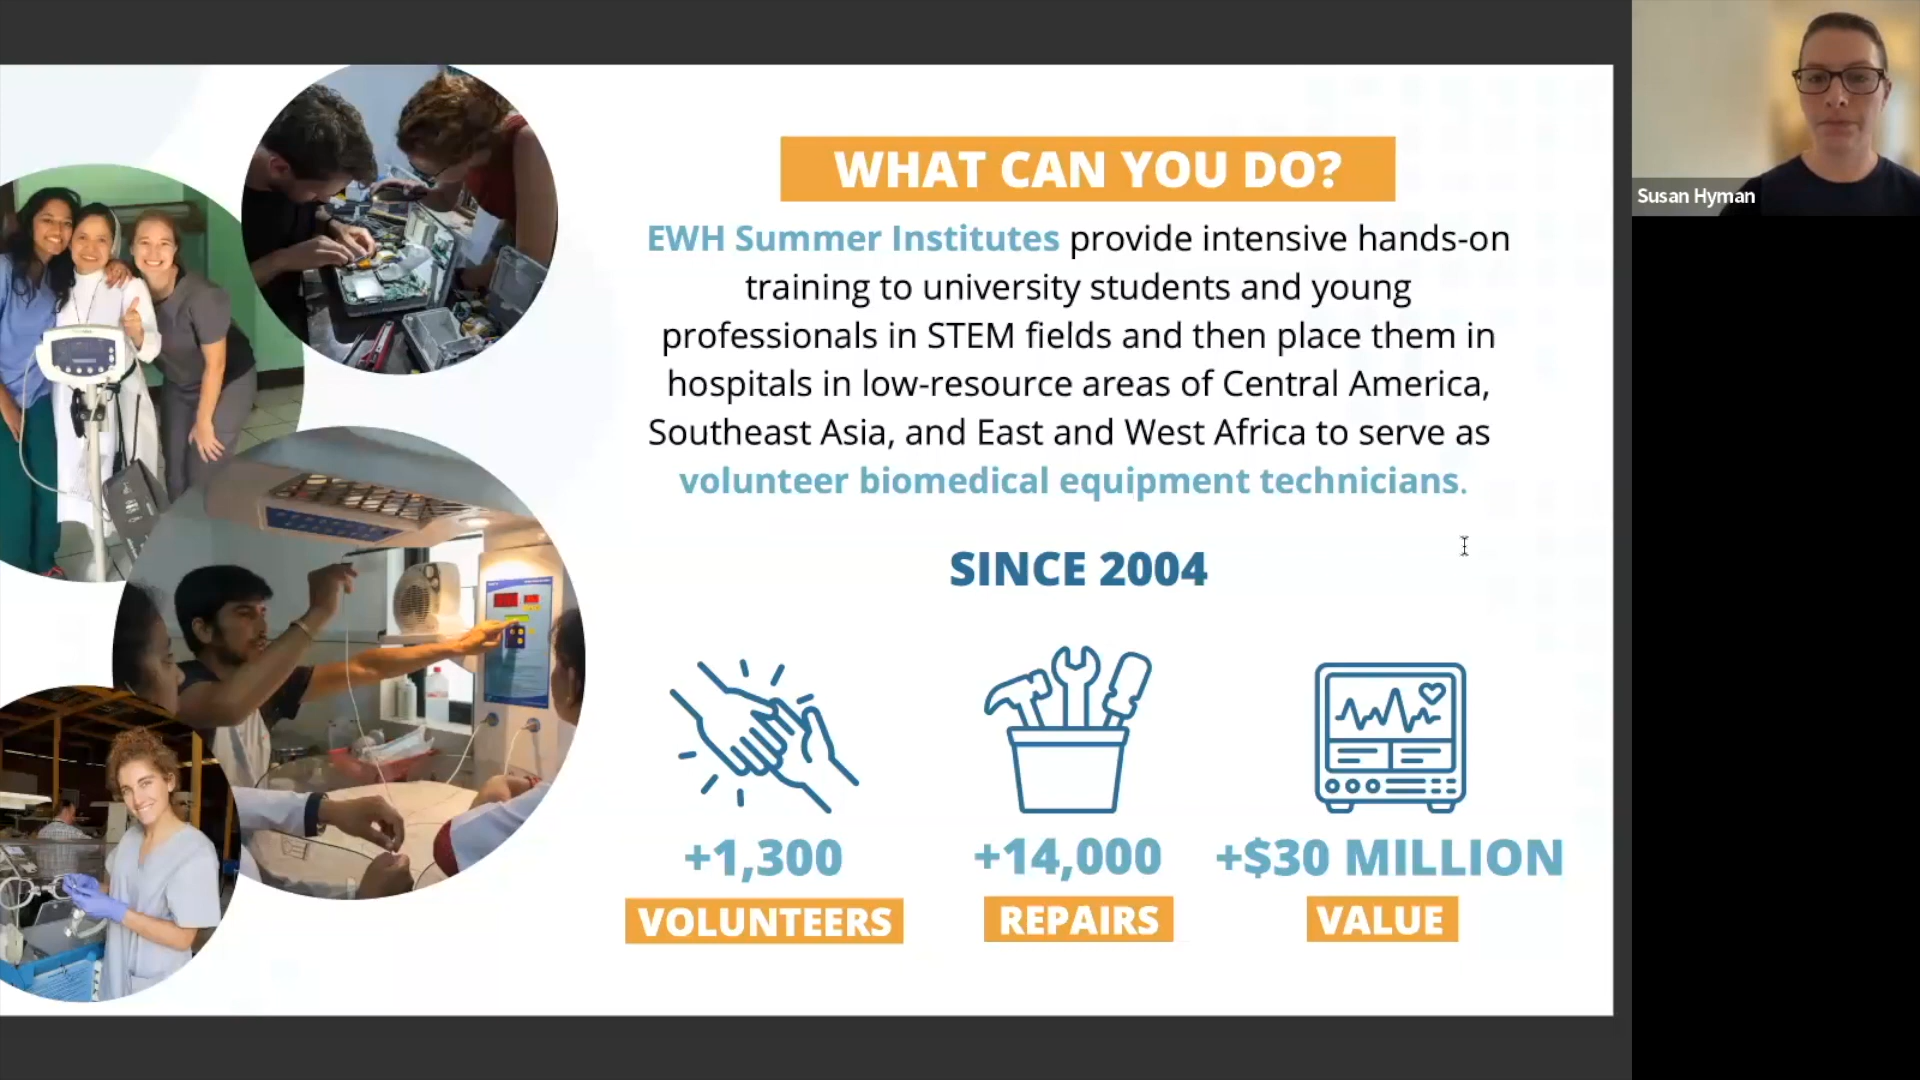 WHAT CAN YOU DO?
EWH Summer Institutes provide intensive hands-on
training to university students and young
professionals in STEM fields and then place them in
hospitals in low-resource areas of Central America,
Southeast Asia, and East and West Africa to serve as
volunteer biomedical equipment technicians.
SINCE 2004
+1,300
VOLUNTEERS
+14,000
REPAIRS
+$30 MILLION
VALUE
Susan Hyman